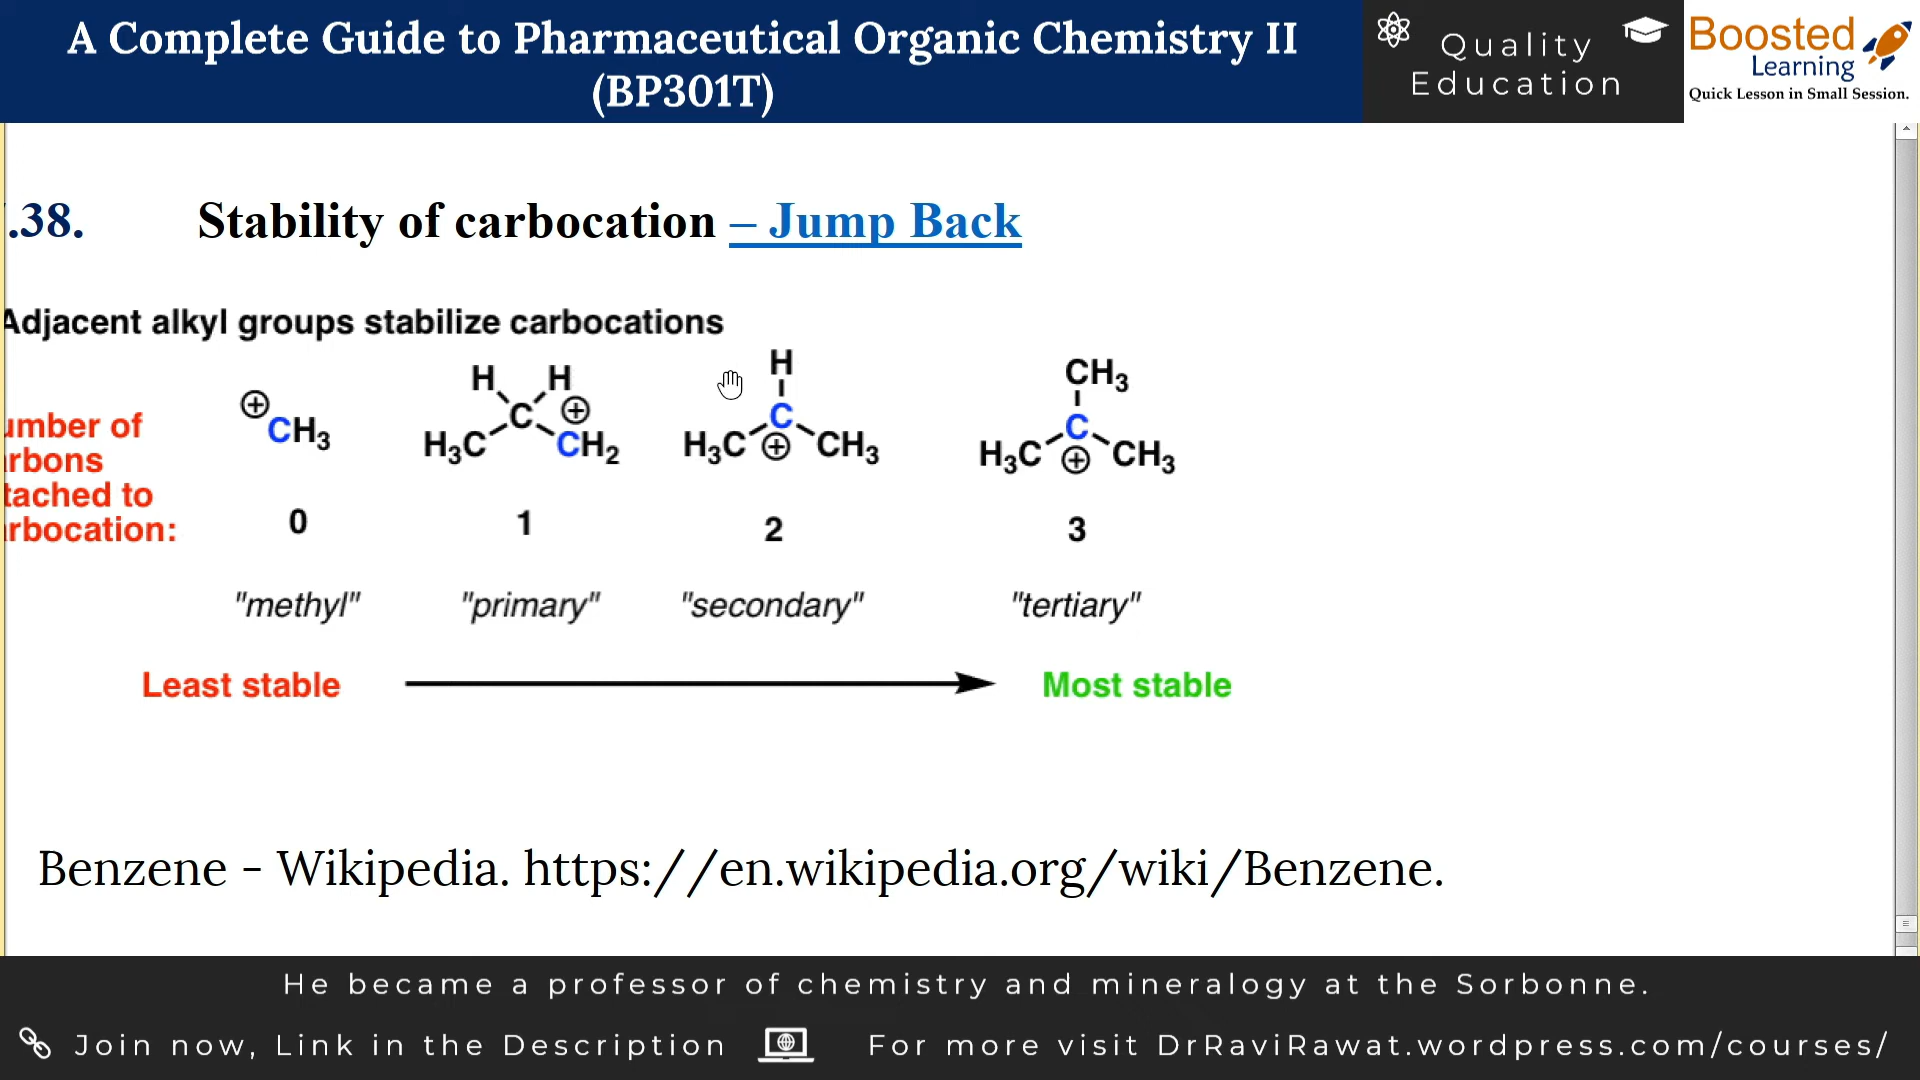 A Complete Guide to Pharmaceutical Organic Chemistry II
(BP301T)
Quality
Education
Boosted
Learning
Quick Lesson in Small Session.
.38. Stability of carbocation – Jump Back
Adjacent alkyl groups stabilize carbocations
⊕CH₃
H H
H₃C C ⊕ CH₂
H
H₃C C ⊕ CH₃
CH₃
H₃C C ⊕ CH₃
umber of
rbons
tached to
rbocation:
0 1 2 3
"methyl" "primary" "secondary" "tertiary"
Least stable Most stable
Benzene - Wikipedia. https://en.wikipedia.org/wiki/Benzene.
He became a professor of chemistry and mineralogy at the Sorbonne.
Join now, Link in the Description For more visit DrRaviRawat.wordpress.com/courses/